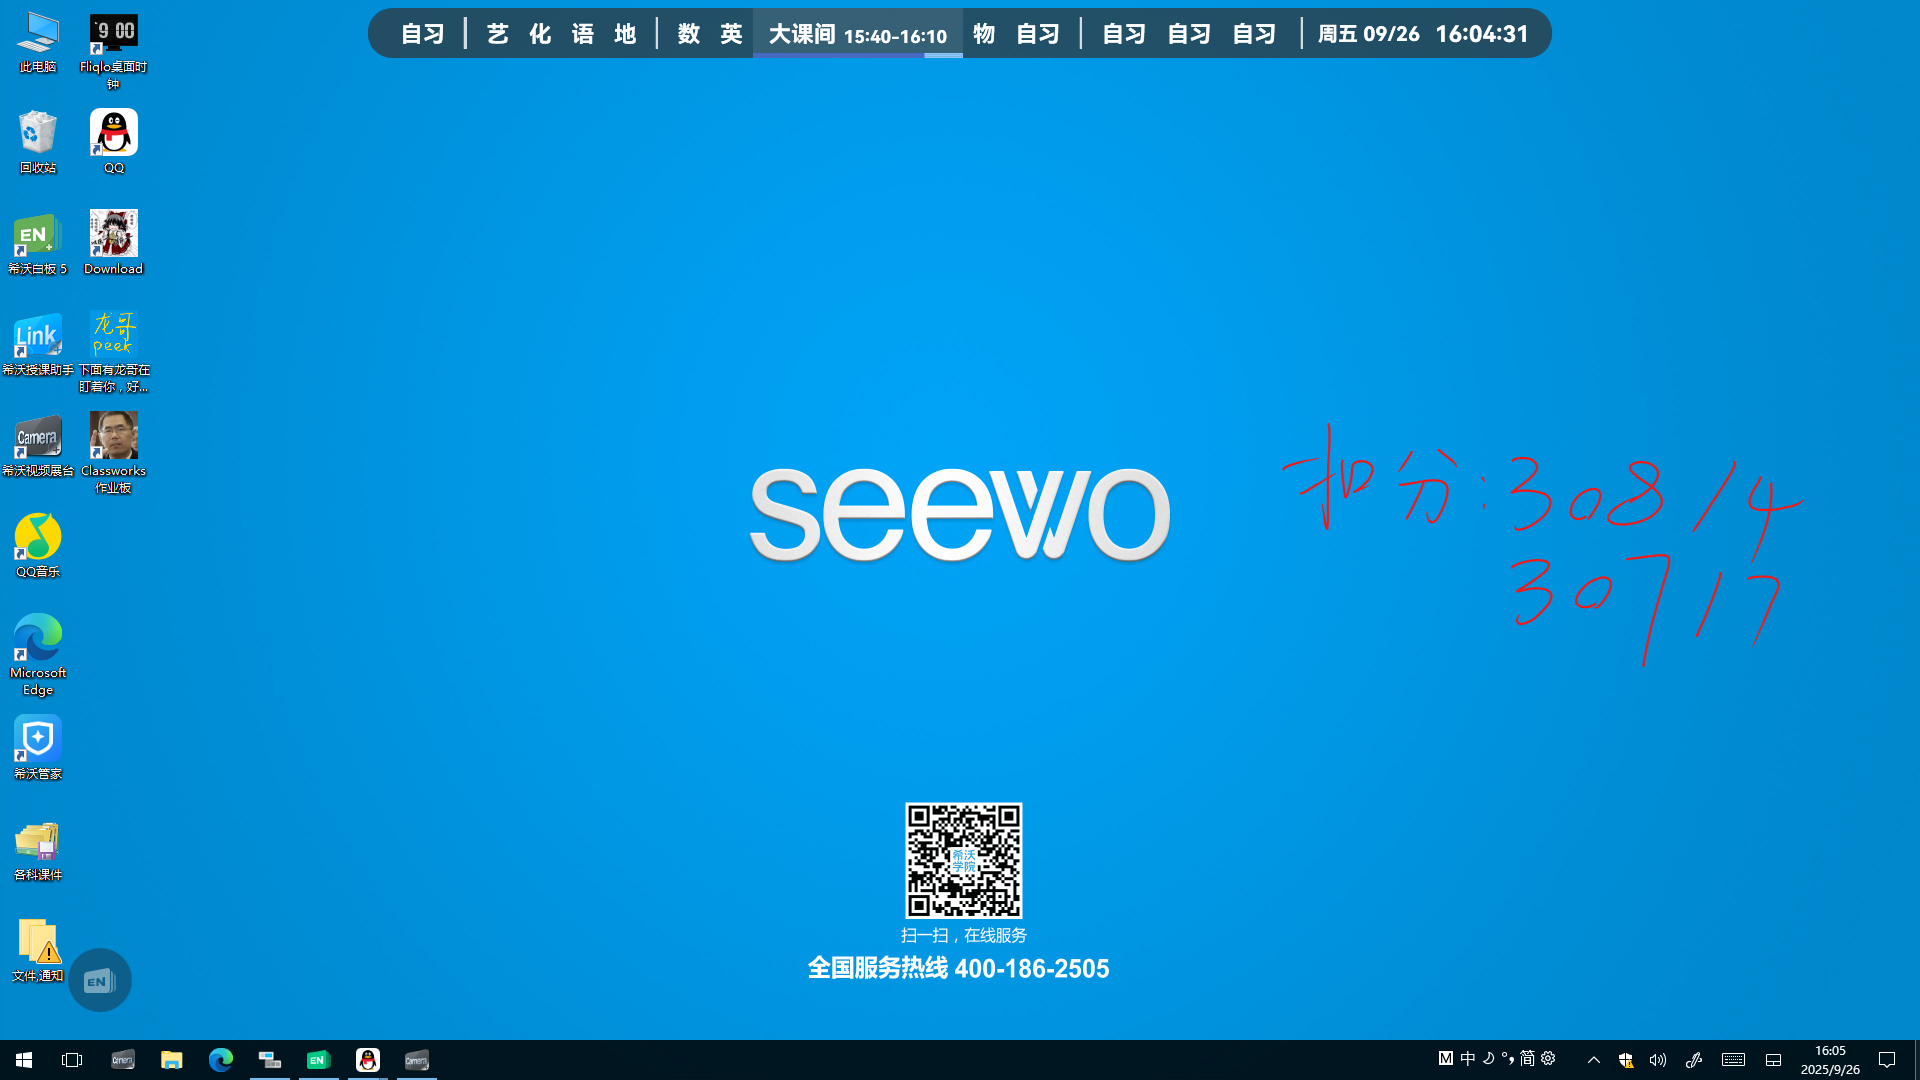 自习 | 艺 化 语 地 | 数 英 大课间 15:40-16:10 物 自习 | 自习 自习 自习 | 周五 09/26 16:04:31
此电脑
Fliqlo桌面时
钟
9 00
回收站
QQ
EN
希沃白板 5
Download
Link
希沃授课助手
龙哥
peek
下面有龙哥在
盯着你，好...
Camera
希沃视频展台
Classworks
作业板
QQ音乐
Microsoft
Edge
希沃管家
各科课件
文件,通知
EN
seewo
扣分:308/4
307/7
希沃
学院
扫一扫，在线服务
全国服务热线 400-186-2505
Camera
EN
Camera
M 中 简
16:05
2025/9/26